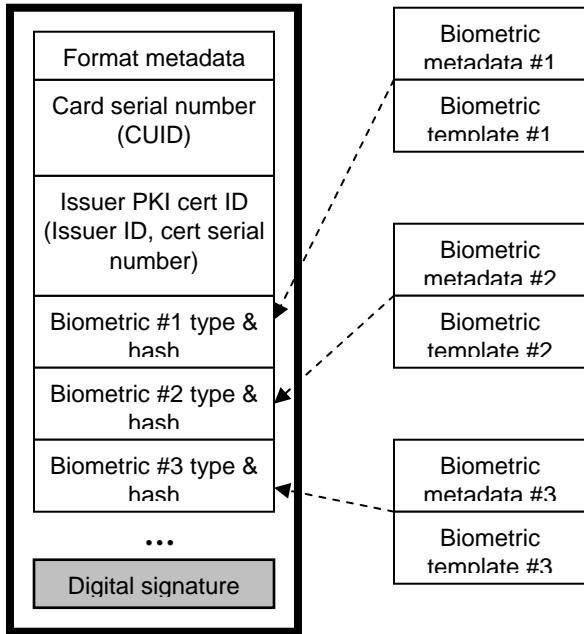 Format metadata
Card serial number
(CUID)
Issuer PKI cert ID
(Issuer ID, cert serial
number)
Biometric #1 type &
hash
Biometric #2 type &
hash
Biometric #3 type &
hash
...
Digital signature
Biometric
metadata #1
Biometric
template #1
Biometric
metadata #2
Biometric
template #2
Biometric
metadata #3
Biometric
template #3